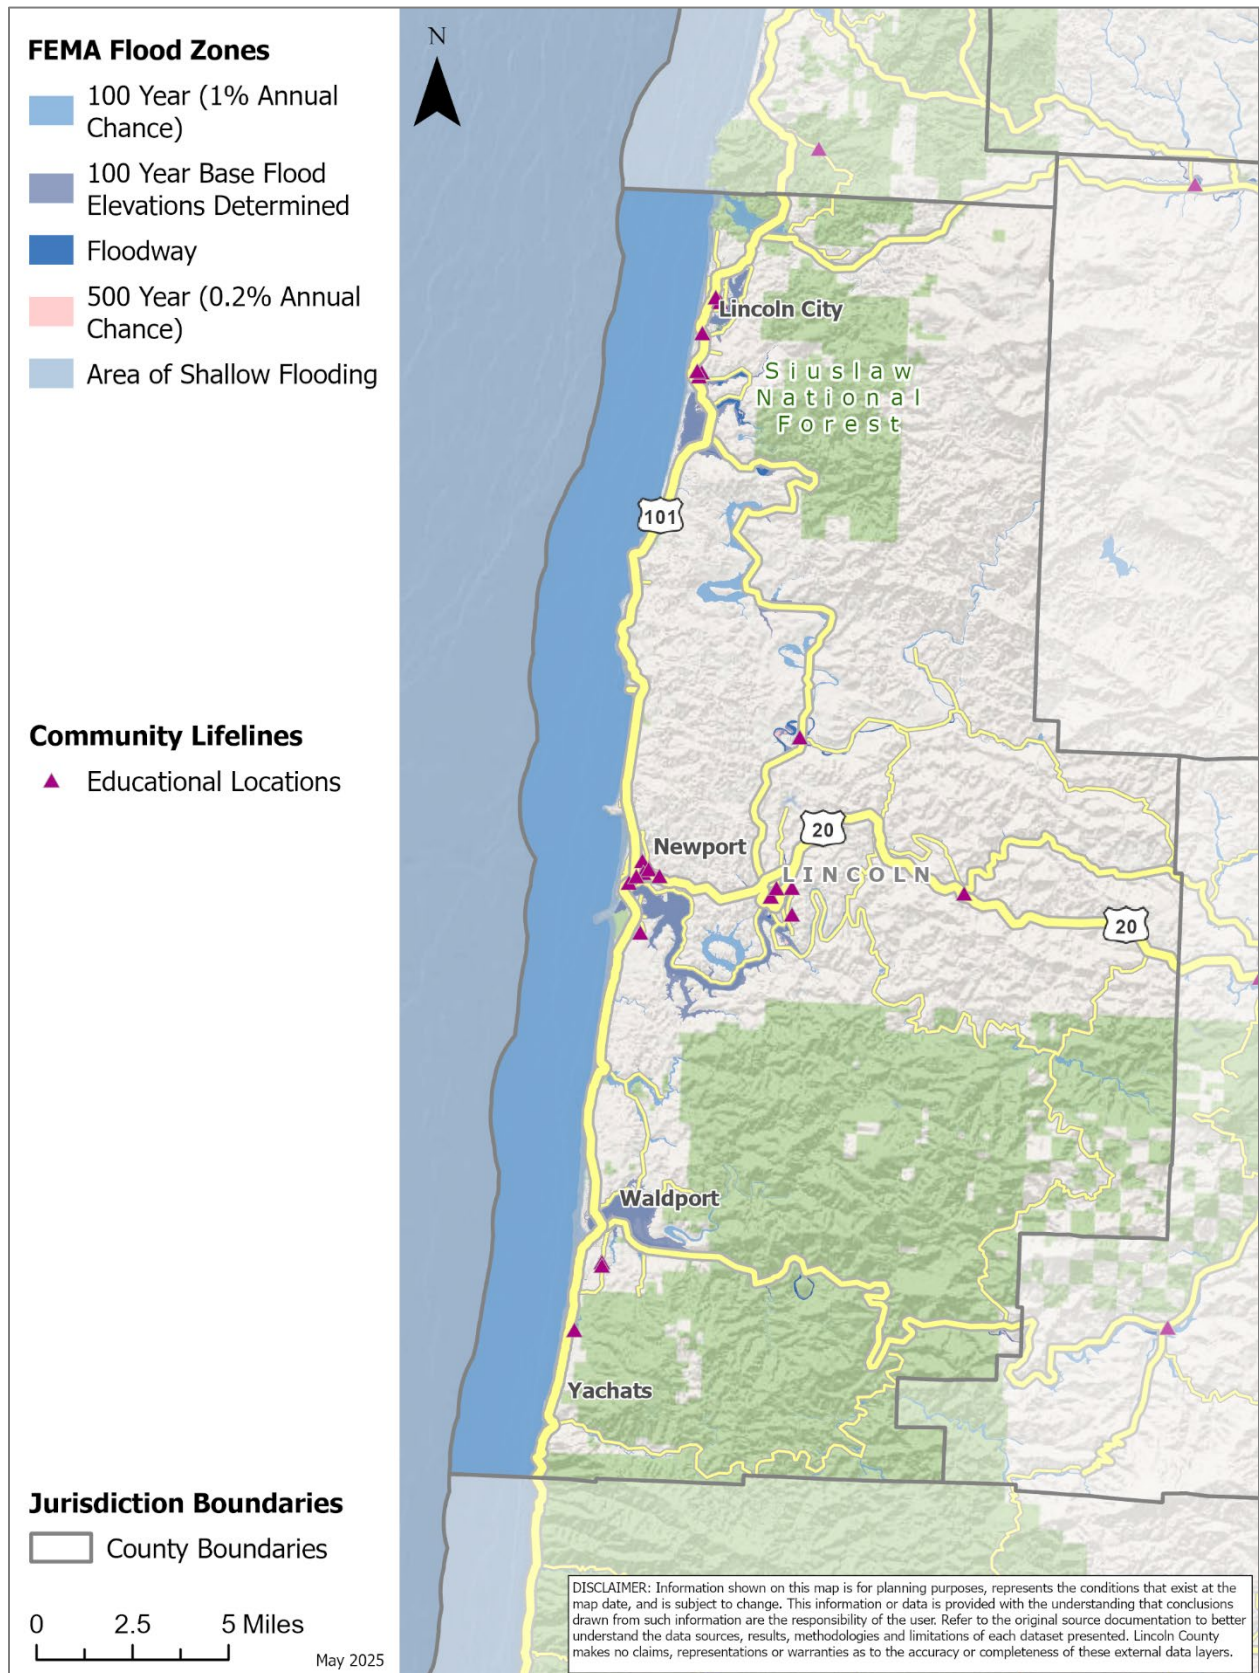 FEMA Flood Zones
100 Year (1% Annual
Chance)
100 Year Base Flood
Elevations Determined
Floodway
500 Year (0.2% Annual
Chance)
Area of Shallow Flooding
Community Lifelines
Educational Locations
Jurisdiction Boundaries
County Boundaries
0 2.5 5 Miles
May 2025
N
Lincoln City
Siuslaw
National
Forest
101
20
Newport
LINCOLN
20
Waldport
Yachats
DISCLAIMER: Information shown on this map is for planning purposes, represents the conditions that exist at the
map date, and is subject to change. This information or data is provided with the understanding that conclusions
drawn from such information are the responsibility of the user. Refer to the original source documentation to better
understand the data sources, results, methodologies and limitations of each dataset presented. Lincoln County
makes no claims, representations or warranties as to the accuracy or completeness of these external data layers.